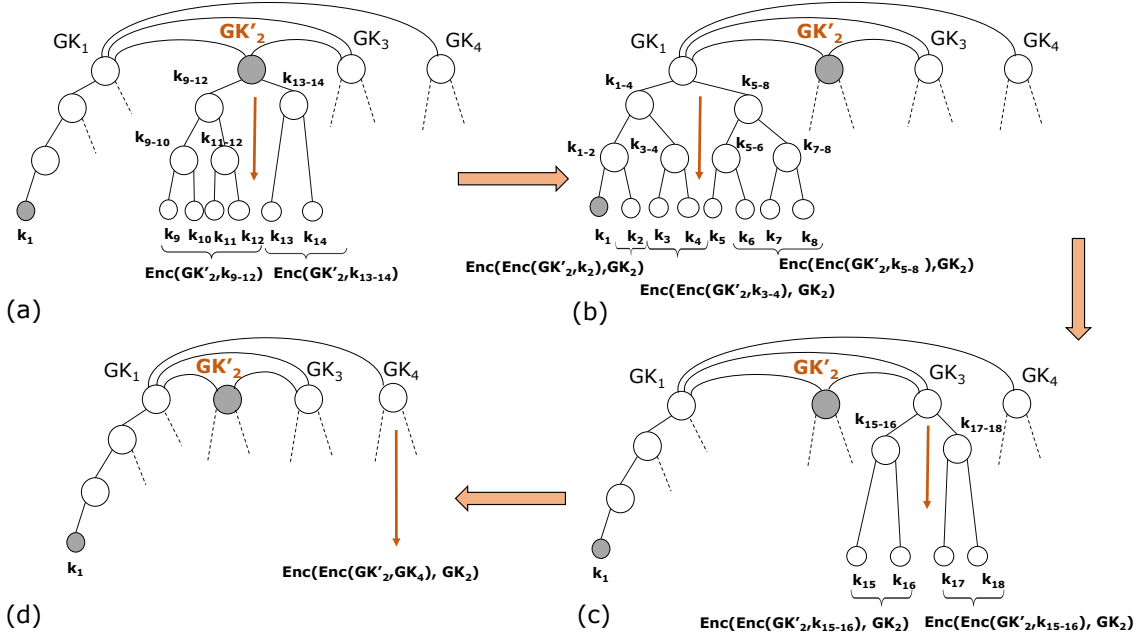 GK₁
GK'₂
GK₃
GK₄
k₉₋₁₂
k₁₃₋₁₄
k₉₋₁₀
k₁₁₋₁₂
k₁
k₉ k₁₀ k₁₁ k₁₂ k₁₃ k₁₄
Enc(GK'₂,k₉₋₁₂) Enc(GK'₂,k₁₃₋₁₄)
(a)
GK₁
GK'₂
GK₃
GK₄
k₁₋₄
k₅₋₈
k₁₋₂
k₃₋₄
k₅₋₆
k₇₋₈
k₁ k₂ k₃ k₄ k₅ k₆ k₇ k₈
Enc(Enc(GK'₂,k₂),GK₂)
Enc(Enc(GK'₂,k₅₋₈ ),GK₂)
Enc(Enc(GK'₂,k₃₋₄), GK₂)
(b)
GK₁
GK'₂
GK₃
GK₄
k₁
Enc(Enc(GK'₂,GK₄), GK₂)
(d)
GK₁
GK'₂
GK₃
GK₄
k₁₅₋₁₆
k₁₇₋₁₈
k₁
k₁₅ k₁₆ k₁₇ k₁₈
Enc(Enc(GK'₂,k₁₅₋₁₆), GK₂)
Enc(Enc(GK'₂,k₁₅₋₁₆), GK₂)
(c)